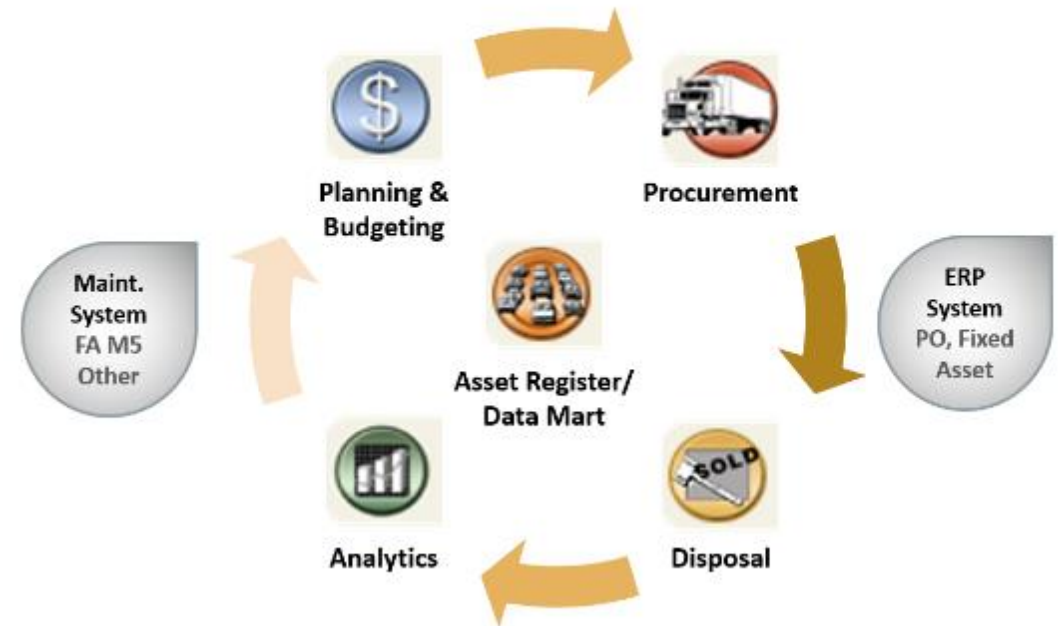 $
Planning &
Budgeting
Procurement
Maint.
System
FA M5
Other
ERP
System
PO, Fixed
Asset
Asset Register/
Data Mart
SOLD
Analytics
Disposal